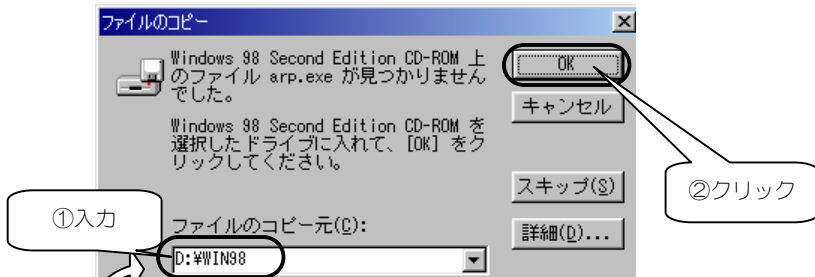 ファイルのコピー
Windows 98 Second Edition CD-ROM 上
のファイル arp.exe が見つかりません
でした。
Windows 98 Second Edition CD-ROM を
選択したドライブに入れて、[OK] をク
リックしてください。
OK
キャンセル
スキップ(S)
詳細(D)...
ファイルのコピー元(C):
D:¥WIN98
①入力
②クリック